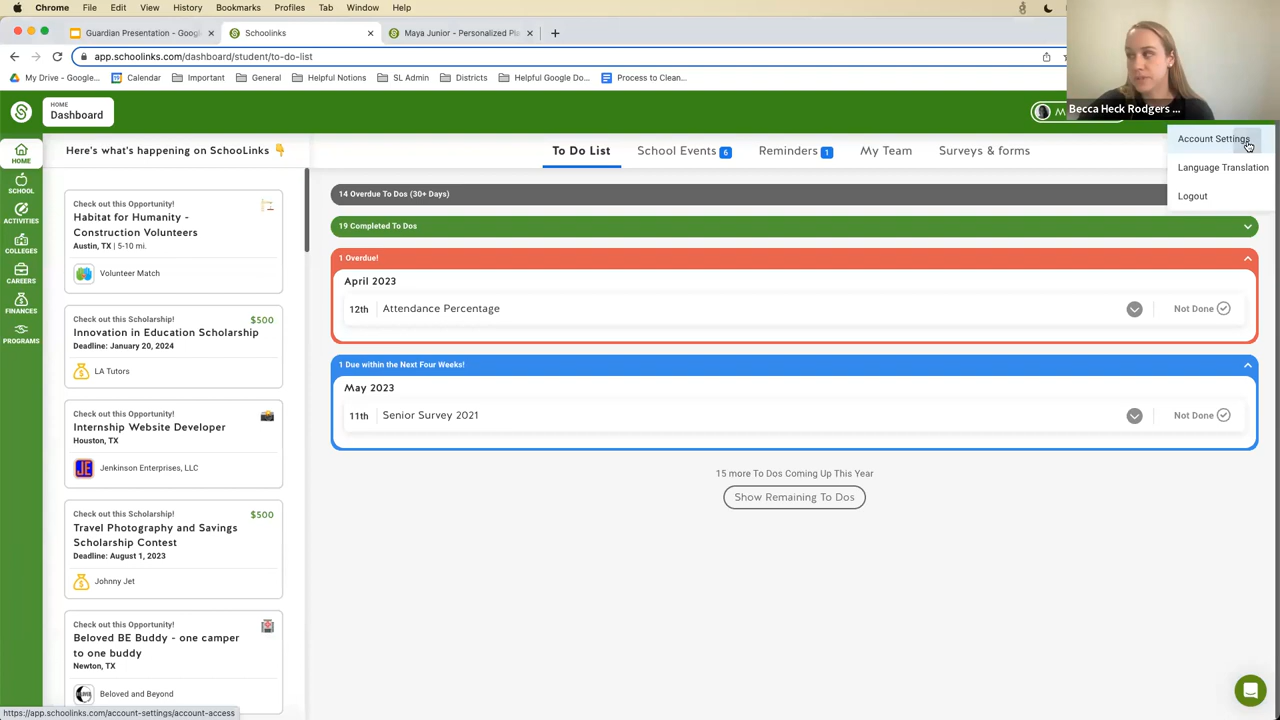 Chrome File Edit View History Bookmarks Profiles Tab Window Help
Guardian Presentation - Googl
Schoolinks
Maya Junior - Personalized Pl
app.schoolinks.com/dashboard/student/to-do-list
My Drive - Google...
Calendar
Important
General
Helpful Notions
SL Admin
Districts
Helpful Google Do...
Process to Clean...
Becca Heck Rodgers ...
HOME
Dashboard
M
Account Settings
Language Translation
Logout
HOME
SCHOOL
ACTIVITIES
COLLEGES
CAREERS
FINANCES
PROGRAMS
Here's what's happening on SchooLinks 👇
Check out this Opportunity!
Habitat for Humanity -
Construction Volunteers
Austin, TX | 5-10 mi.
Volunteer Match
Check out this Scholarship! $500
Innovation in Education Scholarship
Deadline: January 20, 2024
LA Tutors
Check out this Opportunity!
Internship Website Developer
Houston, TX
JE
Jenkinson Enterprises, LLC
Check out this Scholarship! $500
Travel Photography and Savings
Scholarship Contest
Deadline: August 1, 2023
Johnny Jet
Check out this Opportunity!
Beloved BE Buddy - one camper
to one buddy
Newton, TX
Beloved and Beyond
To Do List
School Events 6
Reminders 1
My Team
Surveys & forms
14 Overdue To Dos (30+ Days)
19 Completed To Dos
1 Overdue!
April 2023
12th Attendance Percentage Not Done
1 Due within the Next Four Weeks!
May 2023
11th Senior Survey 2021 Not Done
15 more To Dos Coming Up This Year
Show Remaining To Dos
https://app.schoolinks.com/account-settings/account-access